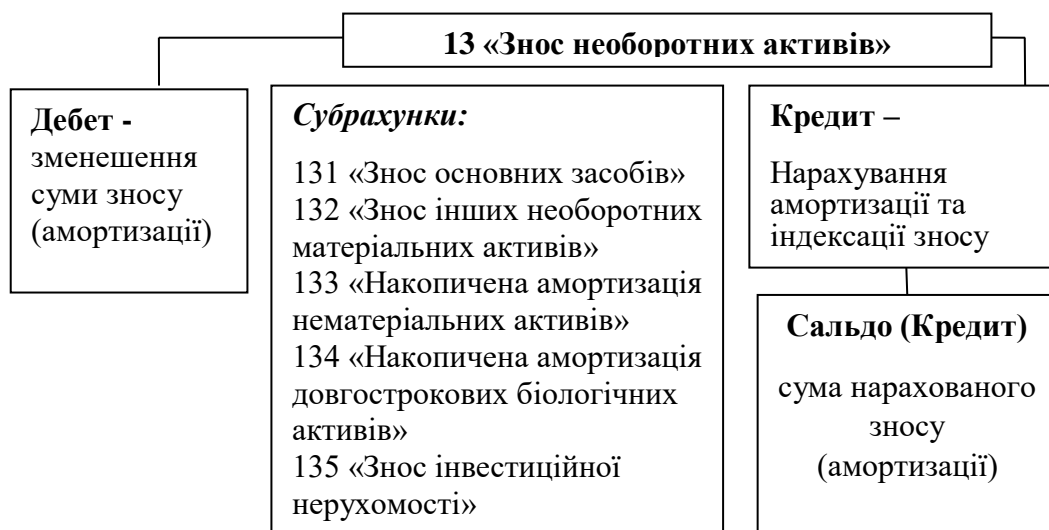 13 «Знос необоротних активів»
Дебет -
зменешення
суми зносу
(амортизації)
Субрахунки:
131 «Знос основних засобів»
132 «Знос інших необоротних
матеріальних активів»
133 «Накопичена амортизація
нематеріальних активів»
134 «Накопичена амортизація
довгострокових біологічних
активів»
135 «Знос інвестиційної
нерухомості»
Кредит –
Нарахування
амортизації та
індексації зносу
Сальдо (Кредит)
сума нарахованого
зносу
(амортизації)